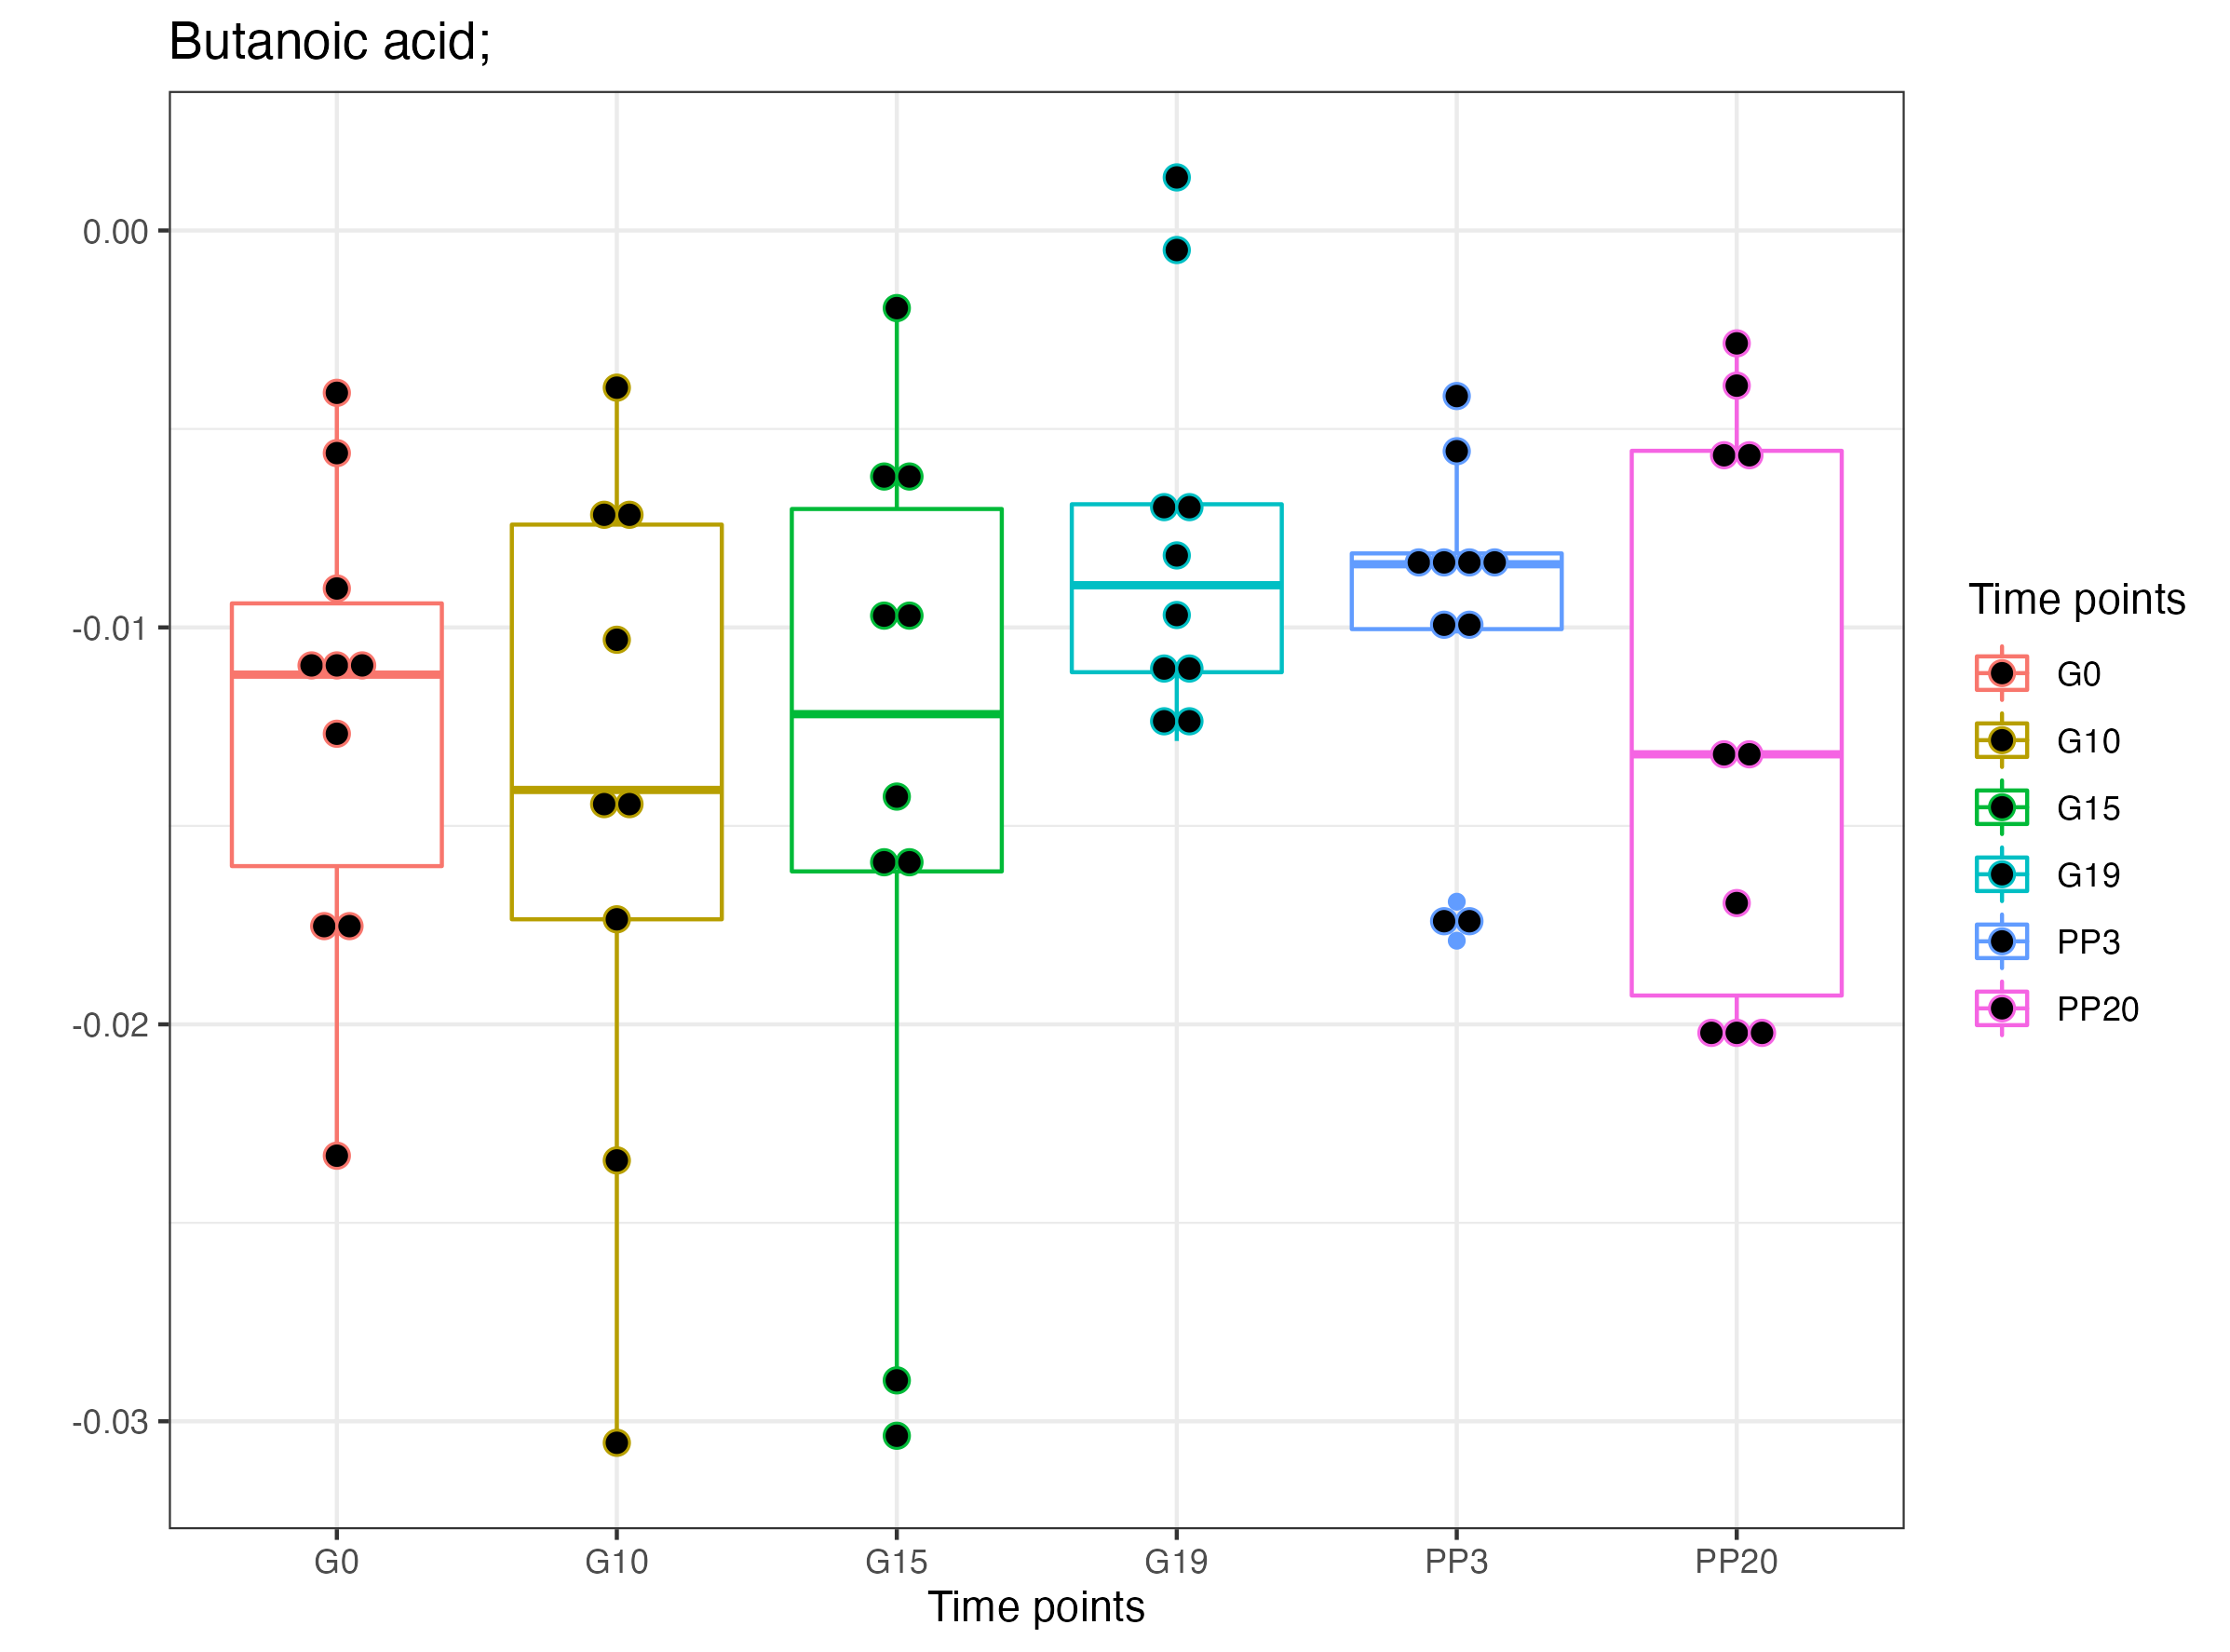 Butanoic acid;
0.00
-0.01
-0.02
-0.03
G0 G10 G15 G19 PP3 PP20
Time points
Time points
G0
G10
G15
G19
PP3
PP20